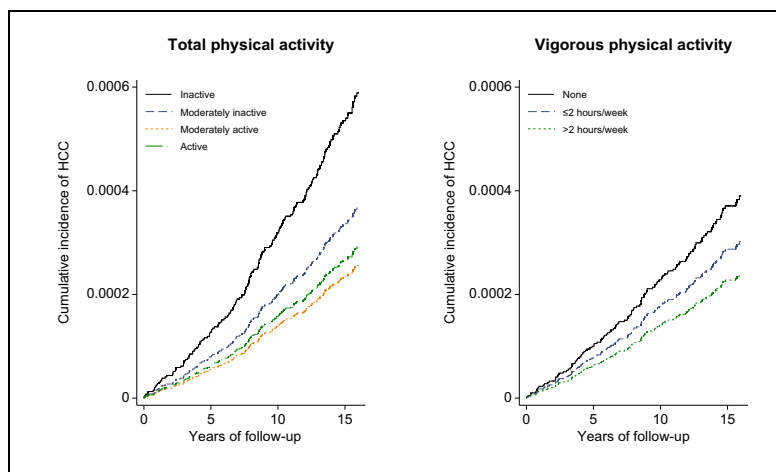 Total physical activity
0.0006
0.0004
0.0002
0
Cumulative incidence of HCC
Inactive
Moderately inactive
Moderately active
Active
0 5 10 15
Years of follow-up
Vigorous physical activity
0.0006
0.0004
0.0002
0
Cumulative incidence of HCC
None
≤2 hours/week
>2 hours/week
0 5 10 15
Years of follow-up